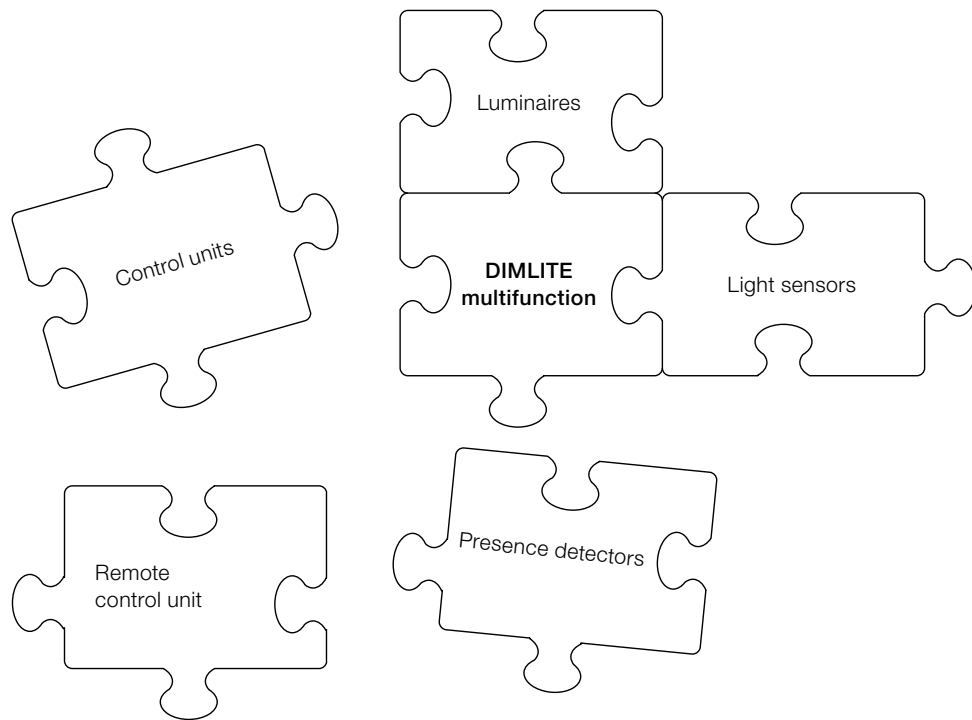 Luminaires
Control units
DIMLITE
multifunction
Light sensors
Presence detectors
Remote
control unit